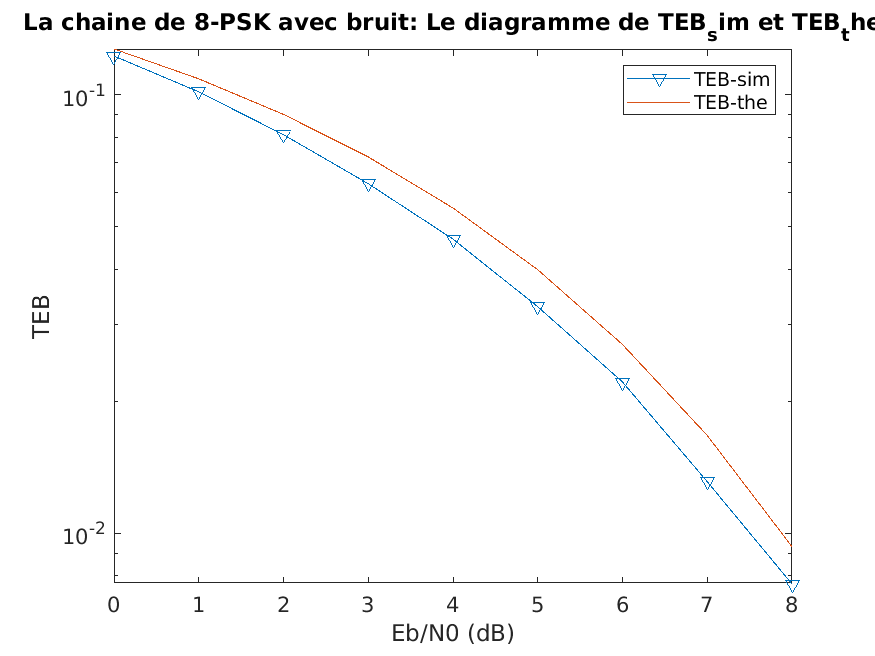 La chaine de 8-PSK avec bruit: Le diagramme de TEBsim et TEBthe
TEB-sim
TEB-the
10-1
10-2
TEB
0 1 2 3 4 5 6 7 8
Eb/N0 (dB)